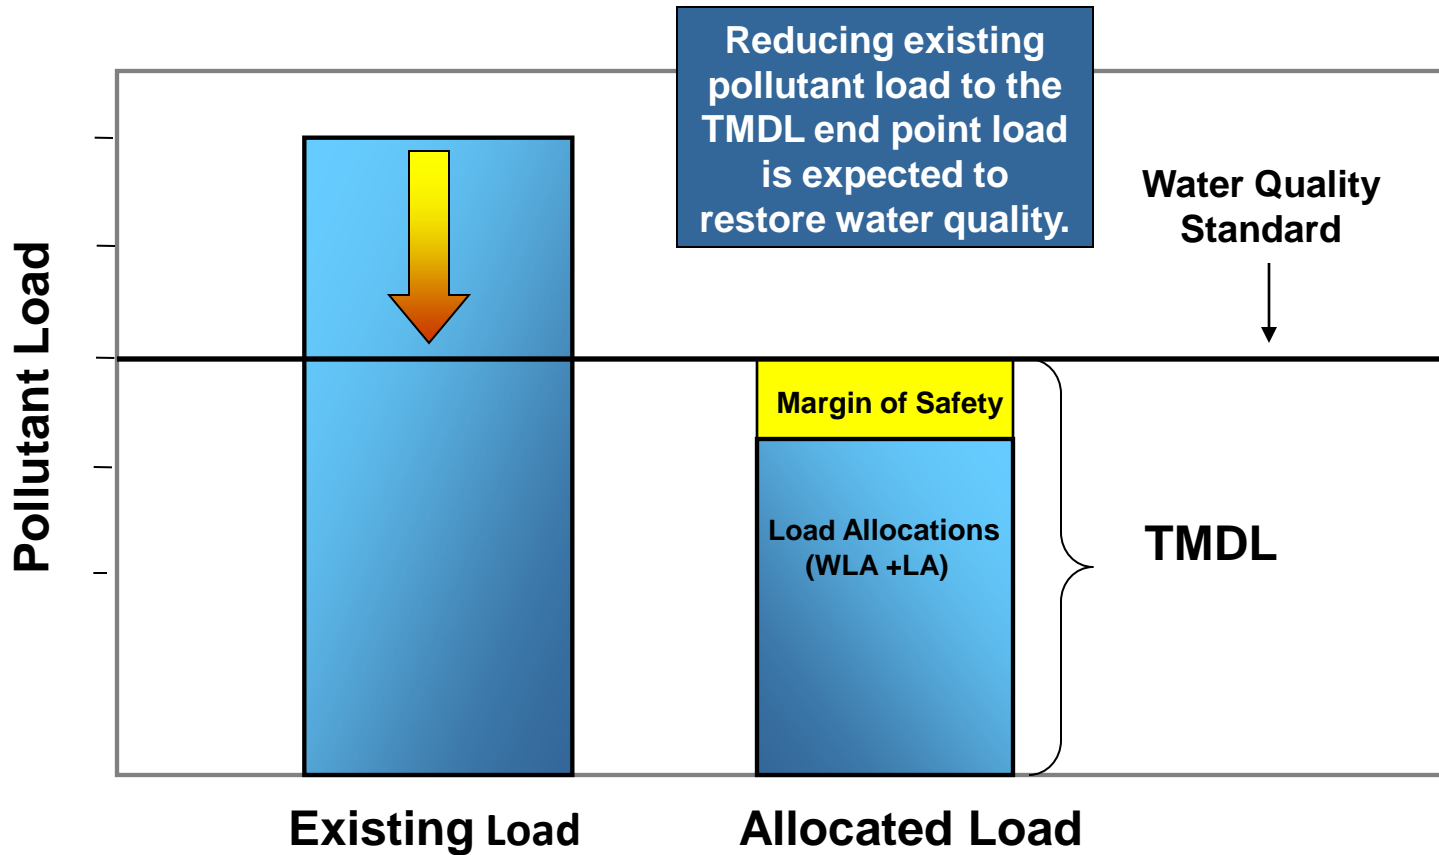 Reducing existing
pollutant load to the
TMDL end point load
is expected to
restore water quality.
Water Quality
Standard
Pollutant Load
Margin of Safety
Load Allocations
(WLA +LA)
TMDL
Existing Load
Allocated Load